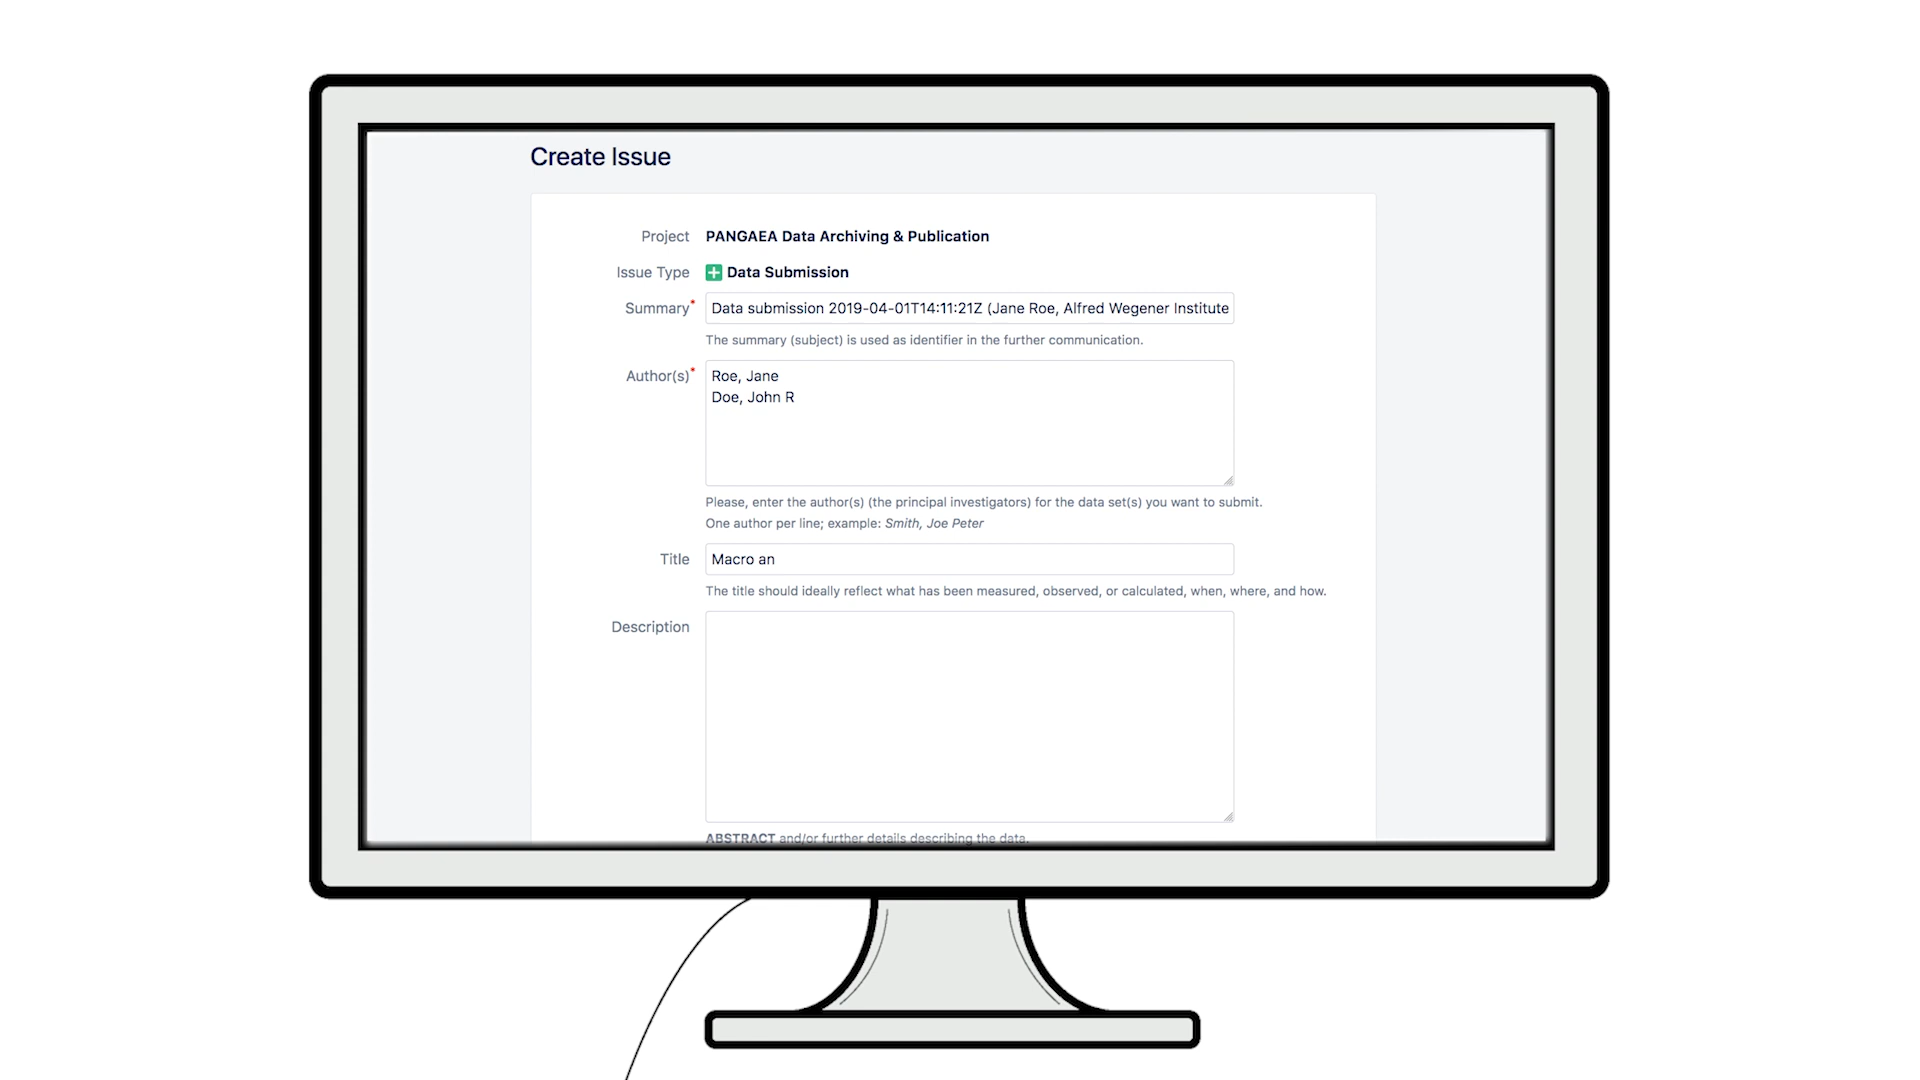 Create Issue
Project PANGAEA Data Archiving & Publication
Issue Type Data Submission
Summary* Data submission 2019-04-01T14:11:21Z (Jane Roe, Alfred Wegener Institute
The summary (subject) is used as identifier in the further communication.
Author(s)* Roe, Jane
Doe, John R
Please, enter the author(s) (the principal investigators) for the data set(s) you want to submit.
One author per line; example: Smith, Joe Peter
Title Macro an
The title should ideally reflect what has been measured, observed, or calculated, when, where, and how.
Description
ABSTRACT and/or further details describing the data.